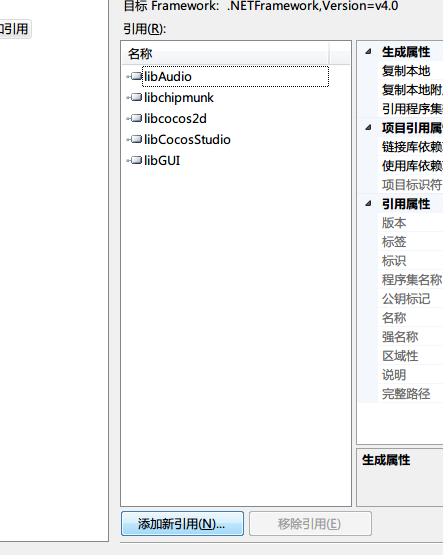 目标 Framework: .NETFramework,Version=v4.0
引用(R):
和引用
名称
libAudio
libchipmunk
libcocos2d
libCocosStudio
libGUI
生成属性
复制本地
复制本地附
引用程序集
项目引用属
链接库依赖
使用库依赖
项目标识符
引用属性
版本
标签
标识
程序集名称
公钥标记
名称
强名称
区域性
说明
完整路径
生成属性
添加新引用(N)...
移除引用(E)